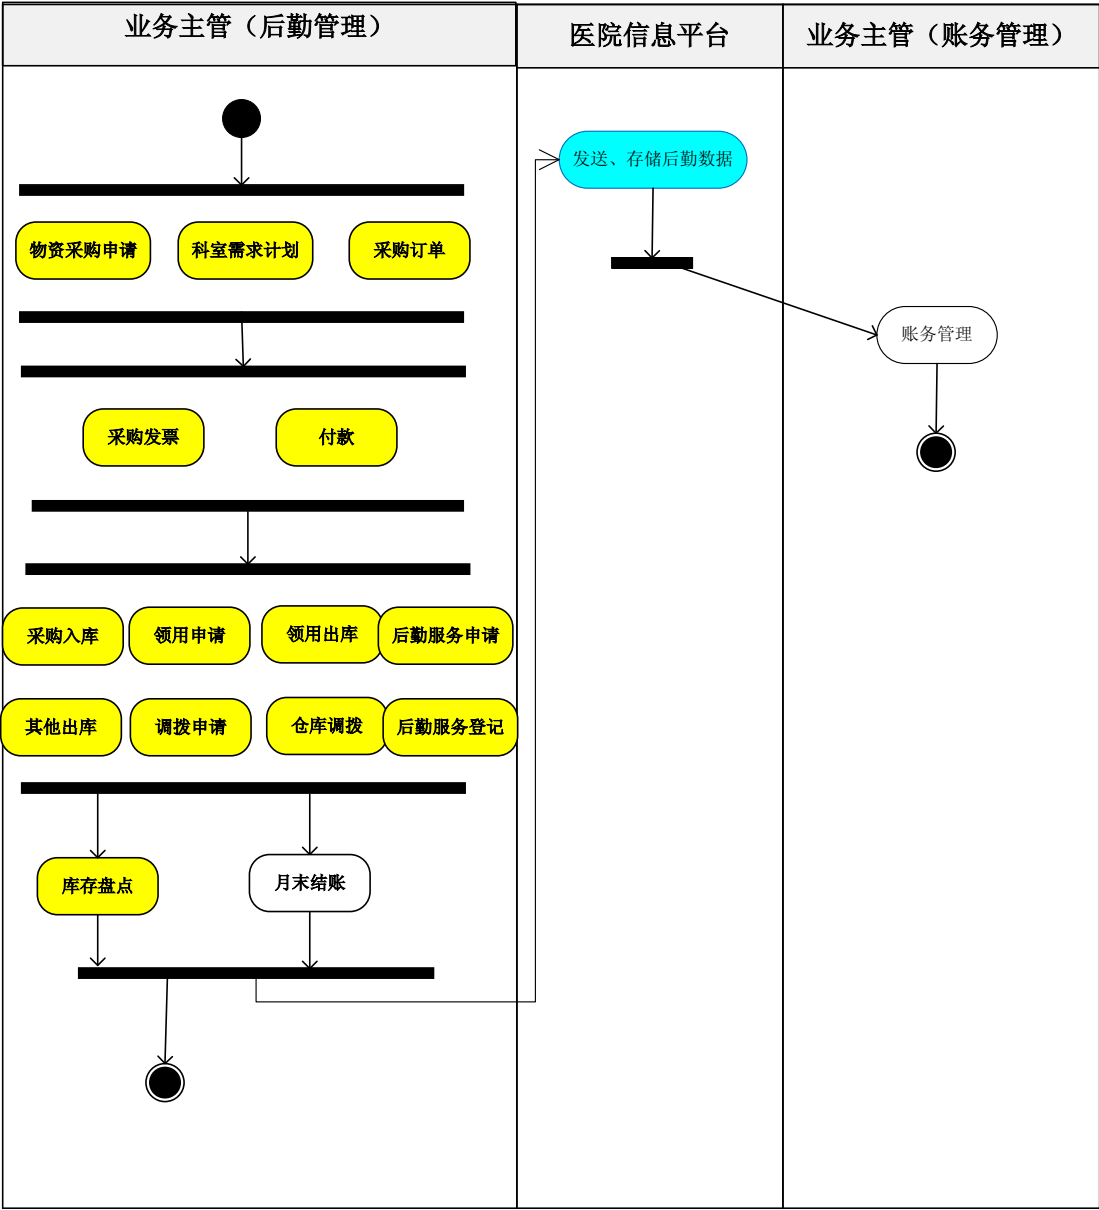 业务主管（后勤管理）
医院信息平台
业务主管（账务管理）
发送、存储后勤数据
物资采购申请
科室需求计划
采购订单
账务管理
采购发票
付款
采购入库
领用申请
领用出库
后勤服务申请
其他出库
调拨申请
仓库调拨
后勤服务登记
库存盘点
月末结账